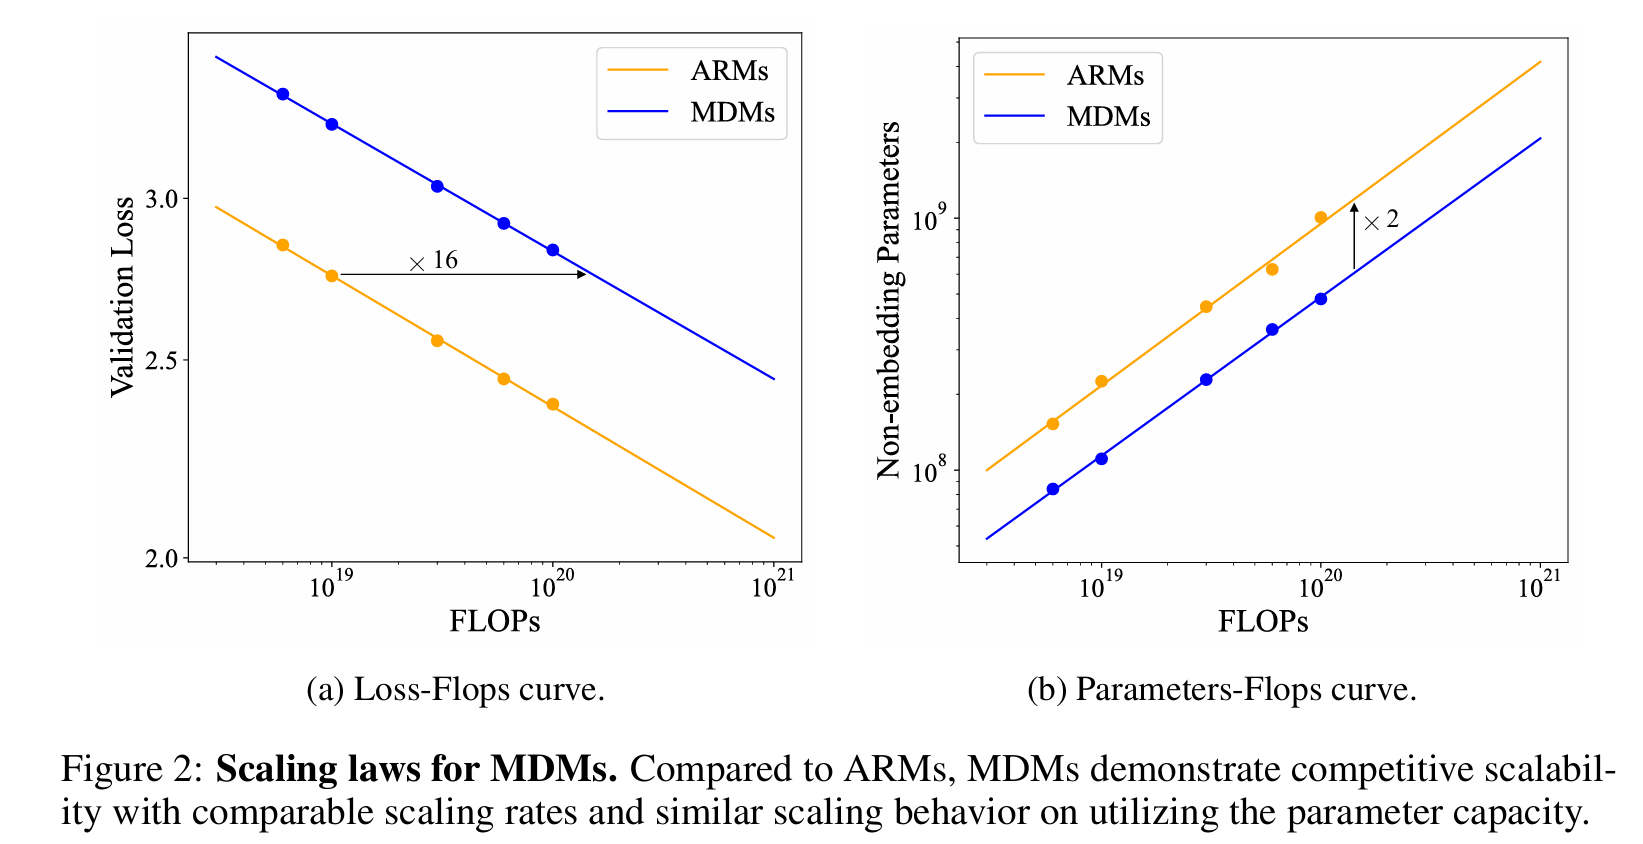 ARMs
MDMs
Validation Loss
3.0
2.5
2.0
× 16
10^19
10^20
10^21
FLOPs
(a) Loss-Flops curve.
ARMs
MDMs
Non-embedding Parameters
10^9
10^8
× 2
10^19
10^20
10^21
FLOPs
(b) Parameters-Flops curve.
Figure 2: Scaling laws for MDMs. Compared to ARMs, MDMs demonstrate competitive scalabil-
ity with comparable scaling rates and similar scaling behavior on utilizing the parameter capacity.